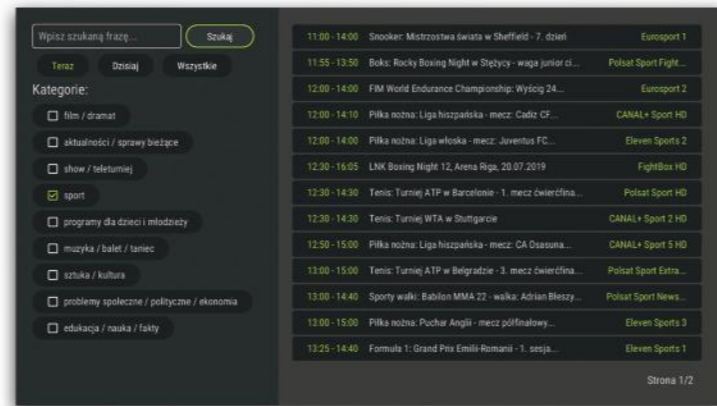 Wpisz szukaną frazę...
Szukaj
Teraz Dzisiaj Wszystkie
Kategorie:
film / dramat
aktualności / sprawy bieżące
show / teleturniej
sport
programy dla dzieci i młodzieży
muzyka / balet / taniec
sztuka / kultura
problemy społeczne / polityczne / ekonomia
edukacja / nauka / fakty
11:00 - 14:00 Snooker: Mistrzostwa świata w Sheffield - 7. dzień Eurosport 1
11:55 - 13:50 Boks: Rocky Boxing Night w Stężycy - waga junior ci... Polsat Sport Fight...
12:00 - 14:00 FIM World Endurance Championship: Wyścig 24... Eurosport 2
12:00 - 14:10 Piłka nożna: Liga hiszpańska - mecz: Cadiz CF... CANAL+ Sport HD
12:00 - 14:00 Piłka nożna: Liga włoska - mecz: Juventus FC... Eleven Sports 2
12:30 - 16:05 LNK Boxing Night 12, Arena Riga, 20.07.2019 FightBox HD
12:30 - 14:30 Tenis: Turniej ATP w Barcelonie - 1. mecz ćwierćfina... Polsat Sport HD
12:30 - 14:30 Tenis: Turniej WTA w Stuttgarcie CANAL+ Sport 2 HD
12:50 - 15:00 Piłka nożna: Liga hiszpańska - mecz: CA Osasuna... CANAL+ Sport 5 HD
13:00 - 15:00 Tenis: Turniej ATP w Belgradzie - 3. mecz ćwierćfina... Polsat Sport Extra...
13:00 - 14:40 Sporty walki: Babilon MMA 22 - walka: Adrian Błeszy... Polsat Sport News...
13:00 - 15:00 Piłka nożna: Puchar Anglii - mecz półfinałowy... Eleven Sports 3
13:25 - 14:40 Formuła 1: Grand Prix Emilii-Romanii - 1. sesja... Eleven Sports 1
Strona 1/2